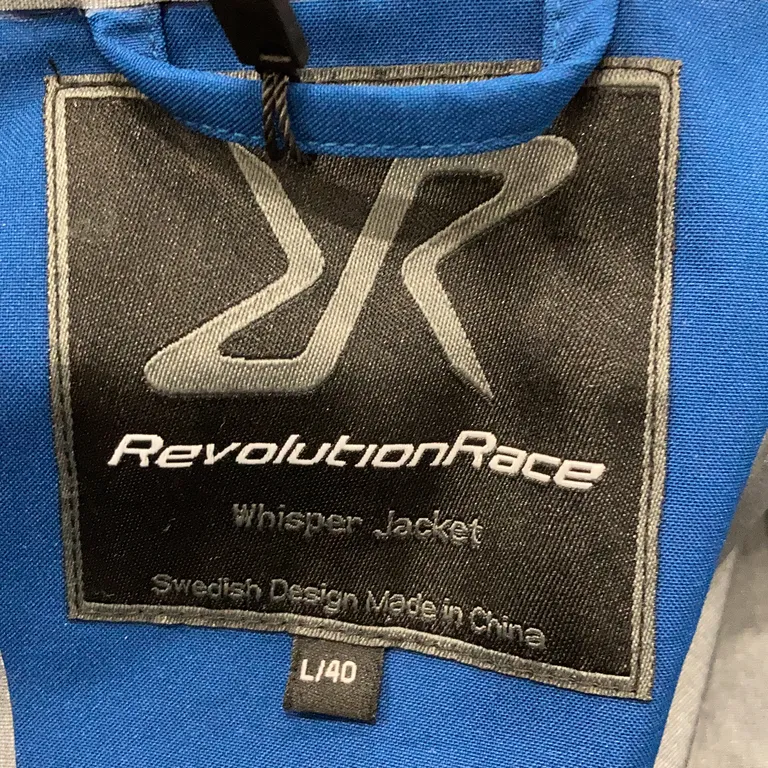 RevolutionRace
Whisper Jacket
Swedish Design Made in China
L/40